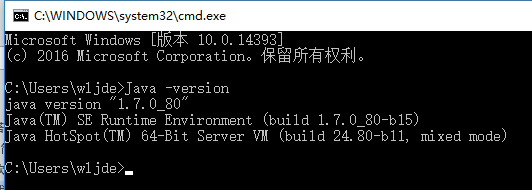 C:\WINDOWS\system32\cmd.exe
Microsoft Windows [版本 10.0.14393]
(c) 2016 Microsoft Corporation。保留所有权利。
C:\Users\wljde>Java -version
java version "1.7.0_80"
Java(TM) SE Runtime Environment (build 1.7.0_80-b15)
Java HotSpot(TM) 64-Bit Server VM (build 24.80-b11, mixed mode)
C:\Users\wljde>